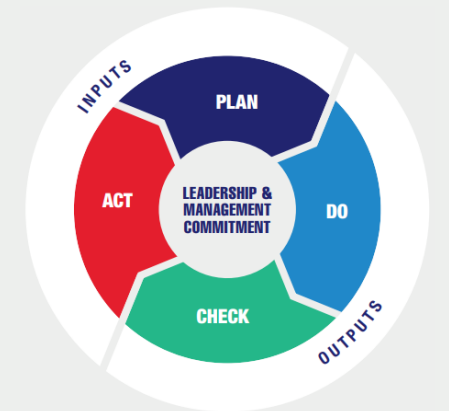 INPUTS
PLAN
ACT
LEADERSHIP &
MANAGEMENT
COMMITMENT
DO
CHECK
OUTPUTS